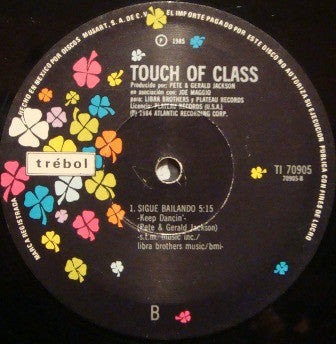 HECHO EN MEXICO POR DISCOS MUSART, S. A. DE C. V.
EL IMPORTE PAGADO POR ESTE DISCO NO AUTORIZA SU EJECUCION CON FINES DE LUCRO
MARCA REGISTRADA
℗ 1985
TOUCH OF CLASS
Producido por: PETE & GERALD JACKSON
en asociación con: JOE MAGGIO
para: LIBRA BROTHERS y PLATEAU RECORDS
Licencia: PLATEAU RECORDS (U.S.A.)
(P) 1984 ATLANTIC RECORDING CORP.
trébol
TI 70905
70905-B
1. SIGUE BAILANDO 5:15
-Keep Dancin'-
(Pete & Gerald Jackson)
-s.t.m. music inc./
libra brothers music/bmi-
B